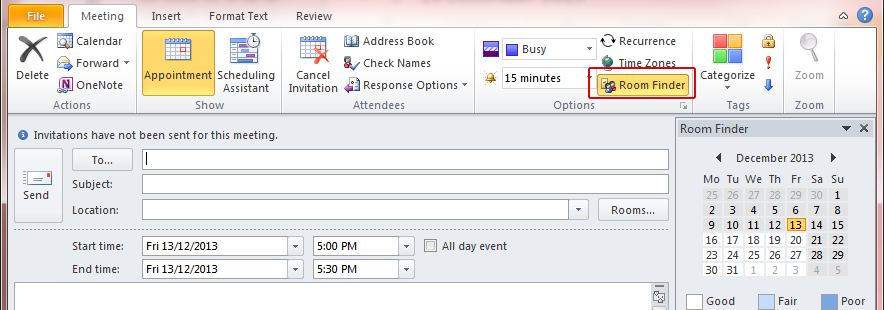 File Meeting Insert Format Text Review
Delete
Calendar
Forward
OneNote
Actions
Appointment
Scheduling
Assistant
Show
Cancel
Invitation
Address Book
Check Names
Response Options
Attendees
Busy
15 minutes
Recurrence
Time Zones
Room Finder
Options
Categorize
Tags
Zoom
Zoom
Invitations have not been sent for this meeting.
Send
To...
Subject:
Location:
Rooms...
Start time: Fri 13/12/2013 5:00 PM All day event
End time: Fri 13/12/2013 5:30 PM
Room Finder
December 2013
Mo Tu We Th Fr Sa Su
25 26 27 28 29 30 1
2 3 4 5 6 7 8
9 10 11 12 13 14 15
16 17 18 19 20 21 22
23 24 25 26 27 28 29
30 31 1 2 3 4 5
Good Fair Poor